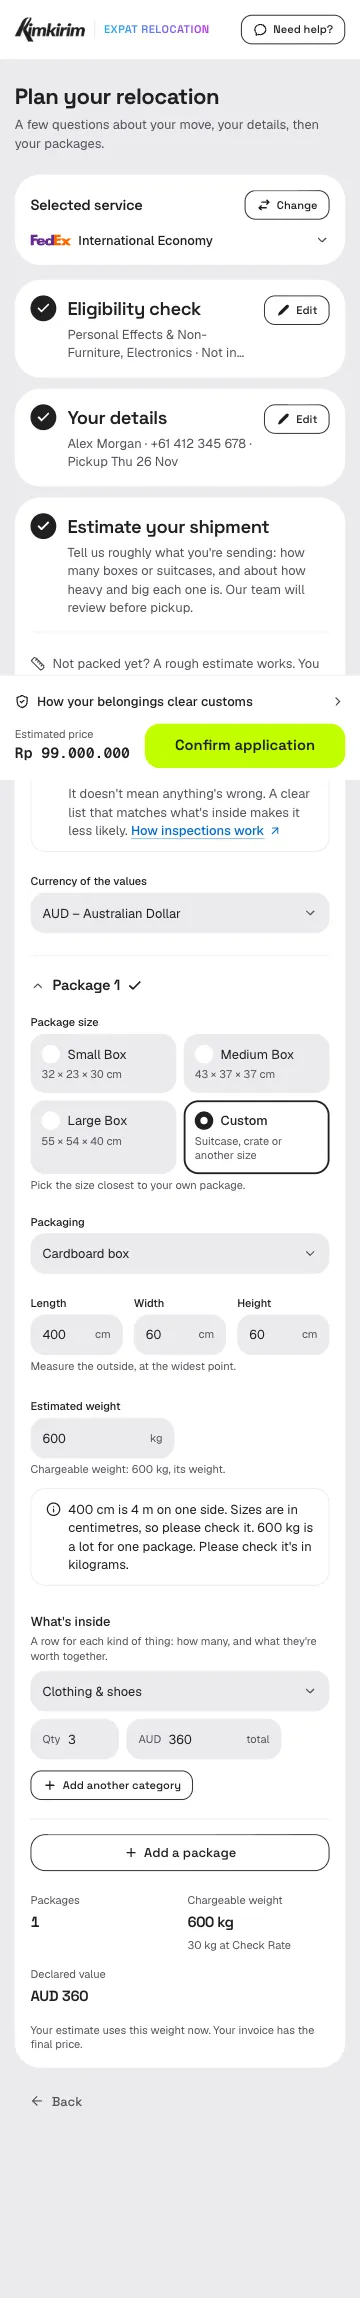 Kimkirim
EXPAT RELOCATION
Need help?
Plan your relocation
A few questions about your move, your details, then
your packages.
Selected service
Change
FedEx International Economy
Eligibility check
Edit
Personal Effects & Non-
Furniture, Electronics · Not in...
Your details
Edit
Alex Morgan · +61 412 345 678 ·
Pickup Thu 26 Nov
Estimate your shipment
Tell us roughly what you're sending: how
many boxes or suitcases, and about how
heavy and big each one is. Our team will
review before pickup.
Not packed yet? A rough estimate works. You
How your belongings clear customs
Estimated price
Rp 99.000.000
Confirm application
It doesn't mean anything's wrong. A clear
list that matches what's inside makes it
less likely. How inspections work
Currency of the values
AUD – Australian Dollar
Package 1
Package size
Small Box
32 × 23 × 30 cm
Medium Box
43 × 37 × 37 cm
Large Box
55 × 54 × 40 cm
Custom
Suitcase, crate or
another size
Pick the size closest to your own package.
Packaging
Cardboard box
Length
Width
Height
400 cm
60 cm
60 cm
Measure the outside, at the widest point.
Estimated weight
600 kg
Chargeable weight: 600 kg, its weight.
400 cm is 4 m on one side. Sizes are in
centimetres, so please check it. 600 kg is
a lot for one package. Please check it's in
kilograms.
What's inside
A row for each kind of thing: how many, and what they're
worth together.
Clothing & shoes
Qty 3
AUD 360 total
Add another category
Add a package
Packages
1
Chargeable weight
600 kg
30 kg at Check Rate
Declared value
AUD 360
Your estimate uses this weight now. Your invoice has the
final price.
Back